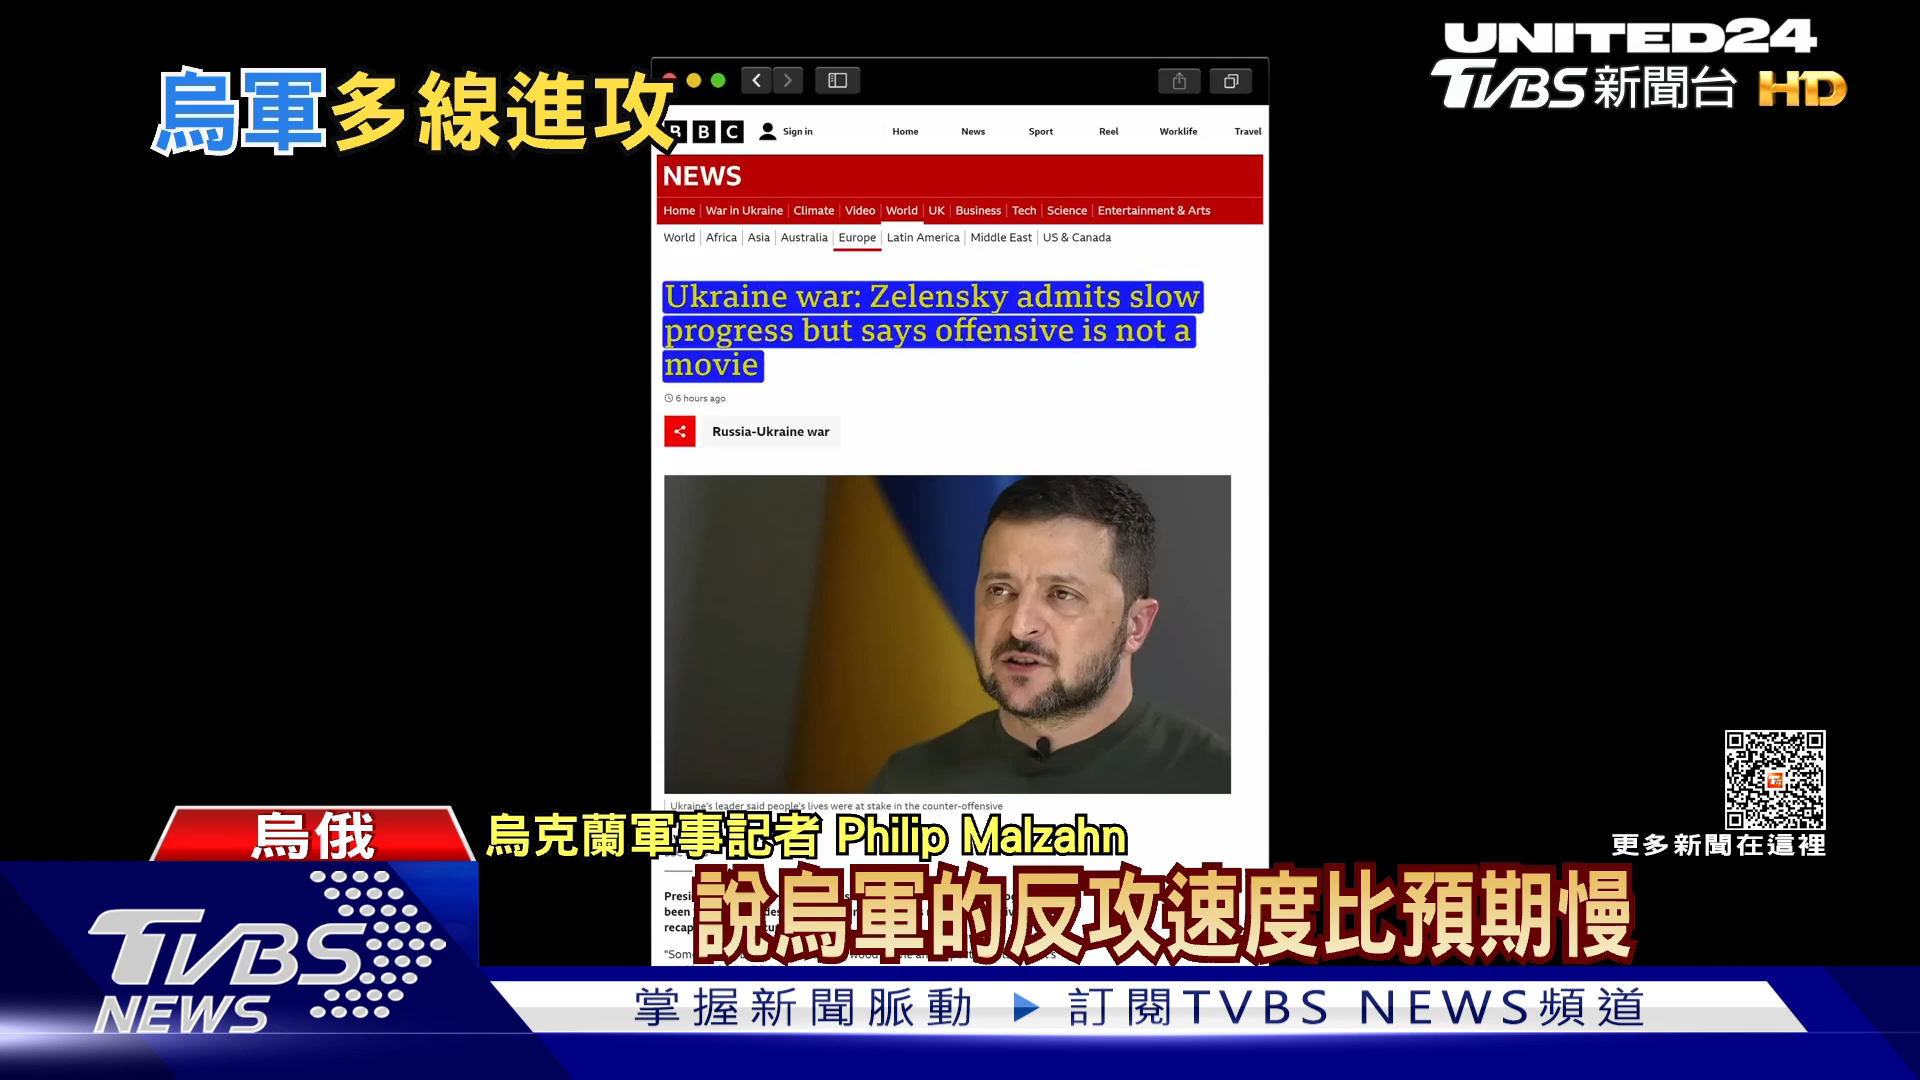 UNITED24
TVBS新聞台 HD
烏軍多線進攻
BBC Sign in Home News Sport Reel Worklife Travel
NEWS
Home War in Ukraine Climate Video World UK Business Tech Science Entertainment & Arts
World Africa Asia Australia Europe Latin America Middle East US & Canada
Ukraine war: Zelensky admits slow
progress but says offensive is not a
movie
6 hours ago
Russia-Ukraine war
Ukraine's leader said people's lives were at stake in the counter-offensive
更多新聞在這裡
烏俄
烏克蘭軍事記者 Philip Malzahn
說烏軍的反攻速度比預期慢
been
recap
TVBS
NEWS
掌握新聞脈動 ▶ 訂閱TVBS NEWS頻道